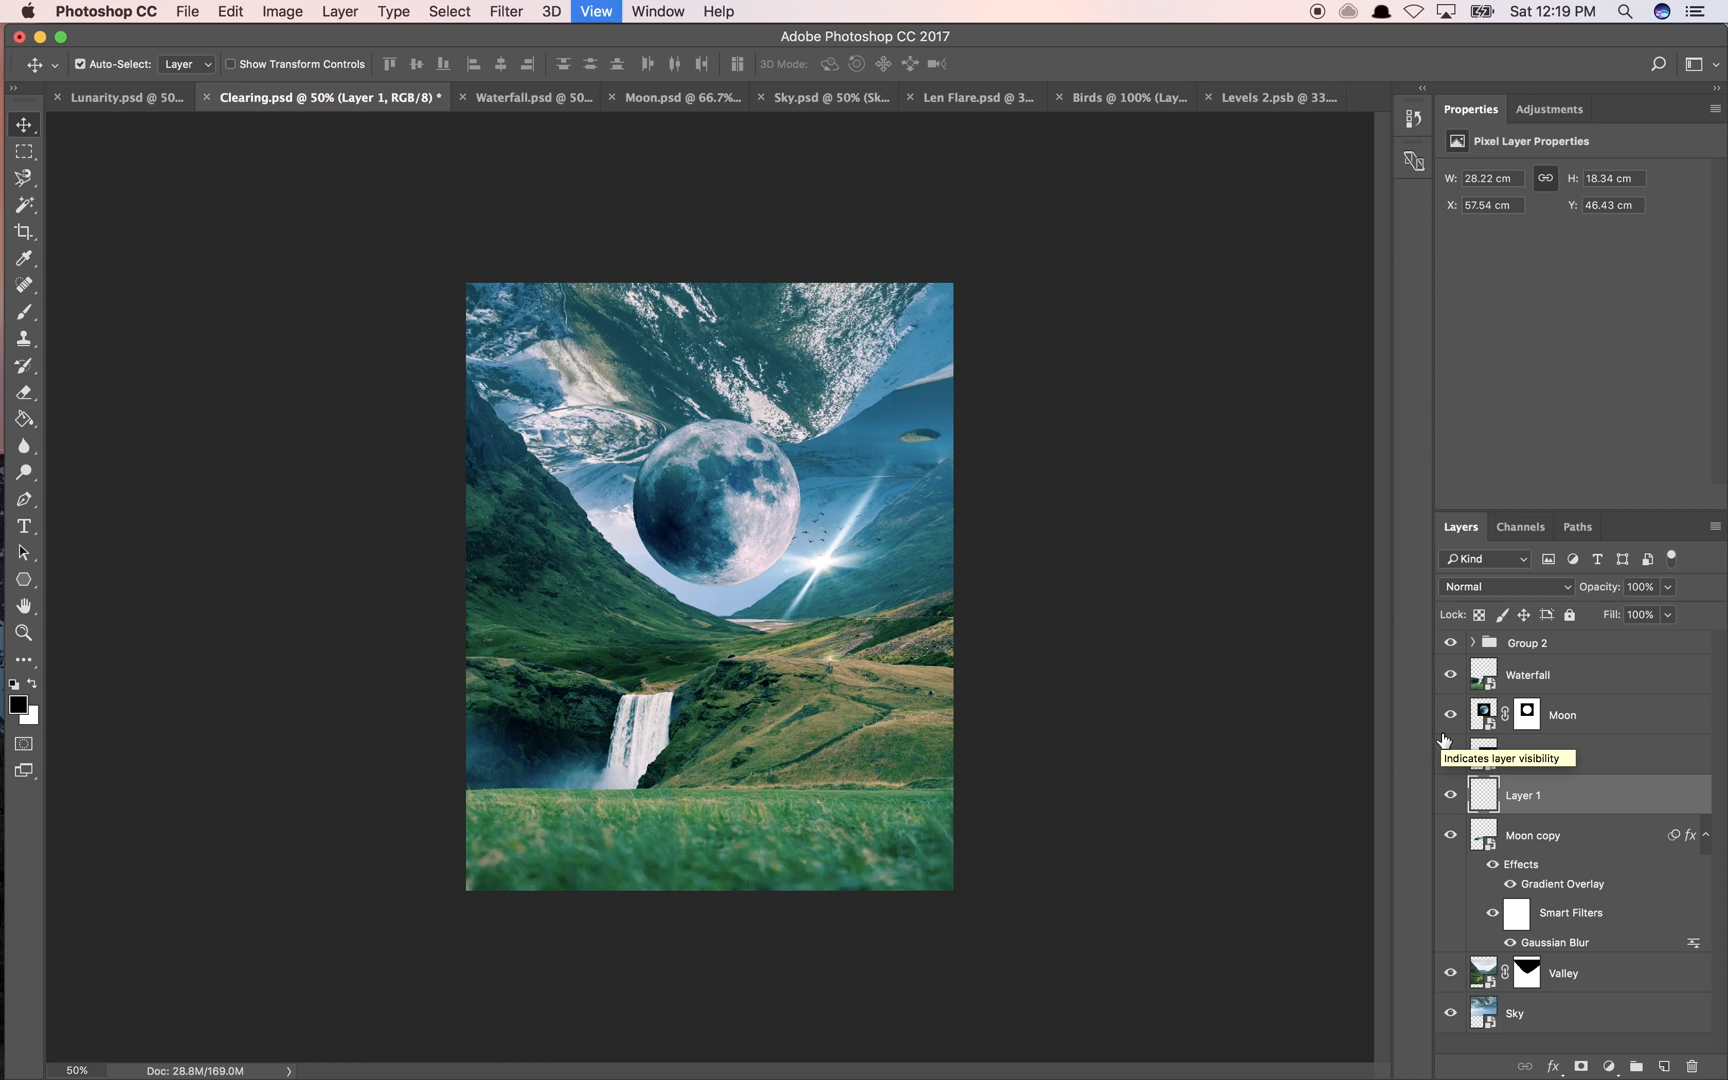 Photoshop CC File Edit Image Layer Type Select Filter 3D View Window Help Sat 12:19 PM
Adobe Photoshop CC 2017
Auto-Select: Layer Show Transform Controls 3D Mode:
Lunarity.psd @ 50... Clearing.psd @ 50% (Layer 1, RGB/8) * Waterfall.psd @ 50... Moon.psd @ 66.7%... Sky.psd @ 50% (Sk... Len Flare.psd @ 3... Birds @ 100% (Lay... Levels 2.psb @ 33....
Properties Adjustments
Pixel Layer Properties
W: 28.22 cm H: 18.34 cm
X: 57.54 cm Y: 46.43 cm
Layers Channels Paths
Kind
Normal Opacity: 100%
Lock: Fill: 100%
Group 2
Waterfall
Moon
Indicates layer visibility
Layer 1
Moon copy fx
Effects
Gradient Overlay
Smart Filters
Gaussian Blur
Valley
Sky
fx
50% Doc: 28.8M/169.0M